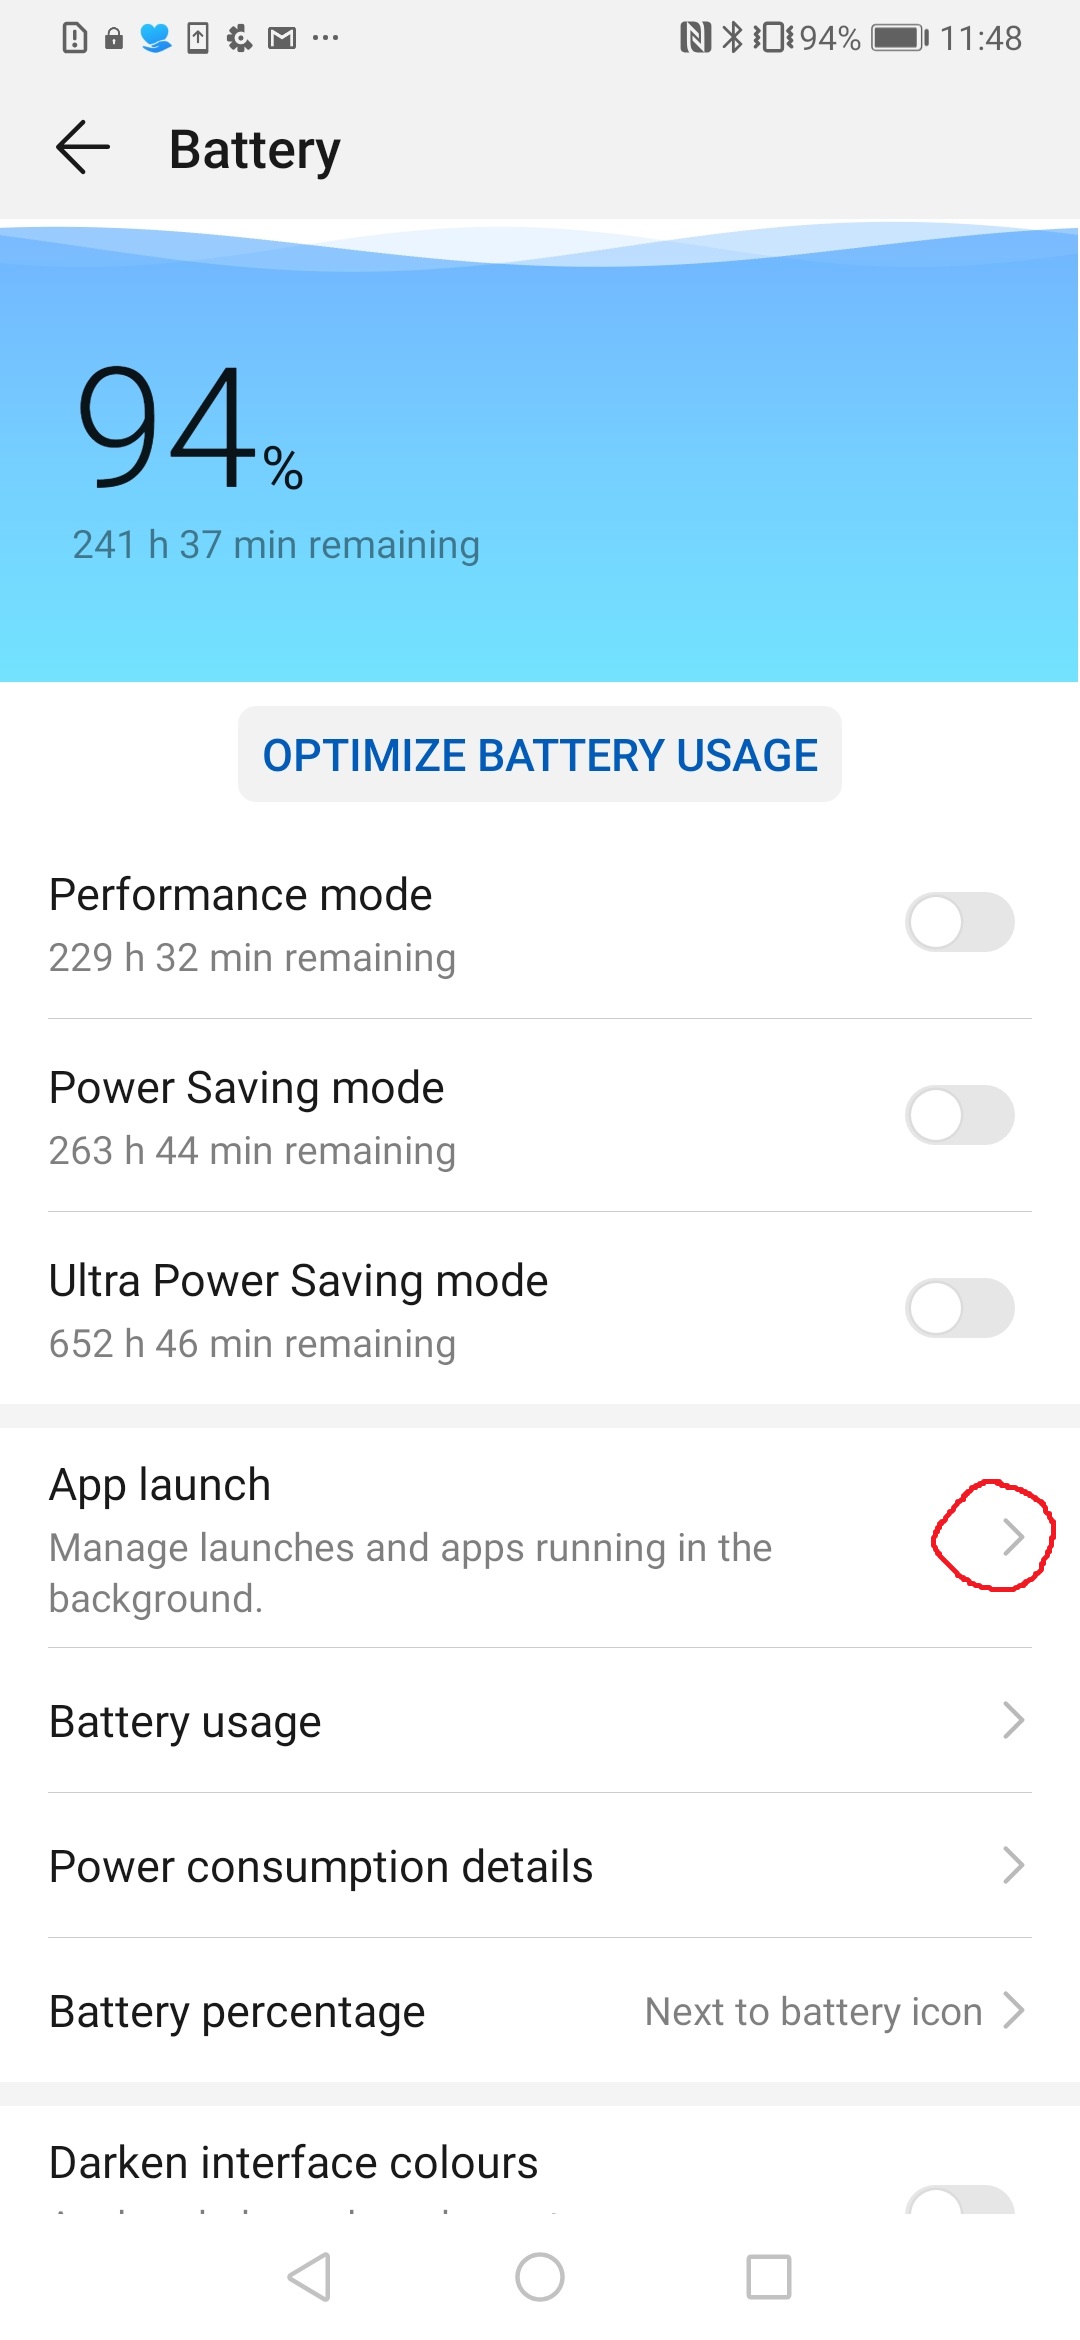 94% 11:48
Battery
94%
241 h 37 min remaining
OPTIMIZE BATTERY USAGE
Performance mode
229 h 32 min remaining
Power Saving mode
263 h 44 min remaining
Ultra Power Saving mode
652 h 46 min remaining
App launch
Manage launches and apps running in the
background.
Battery usage
Power consumption details
Battery percentage Next to battery icon
Darken interface colours